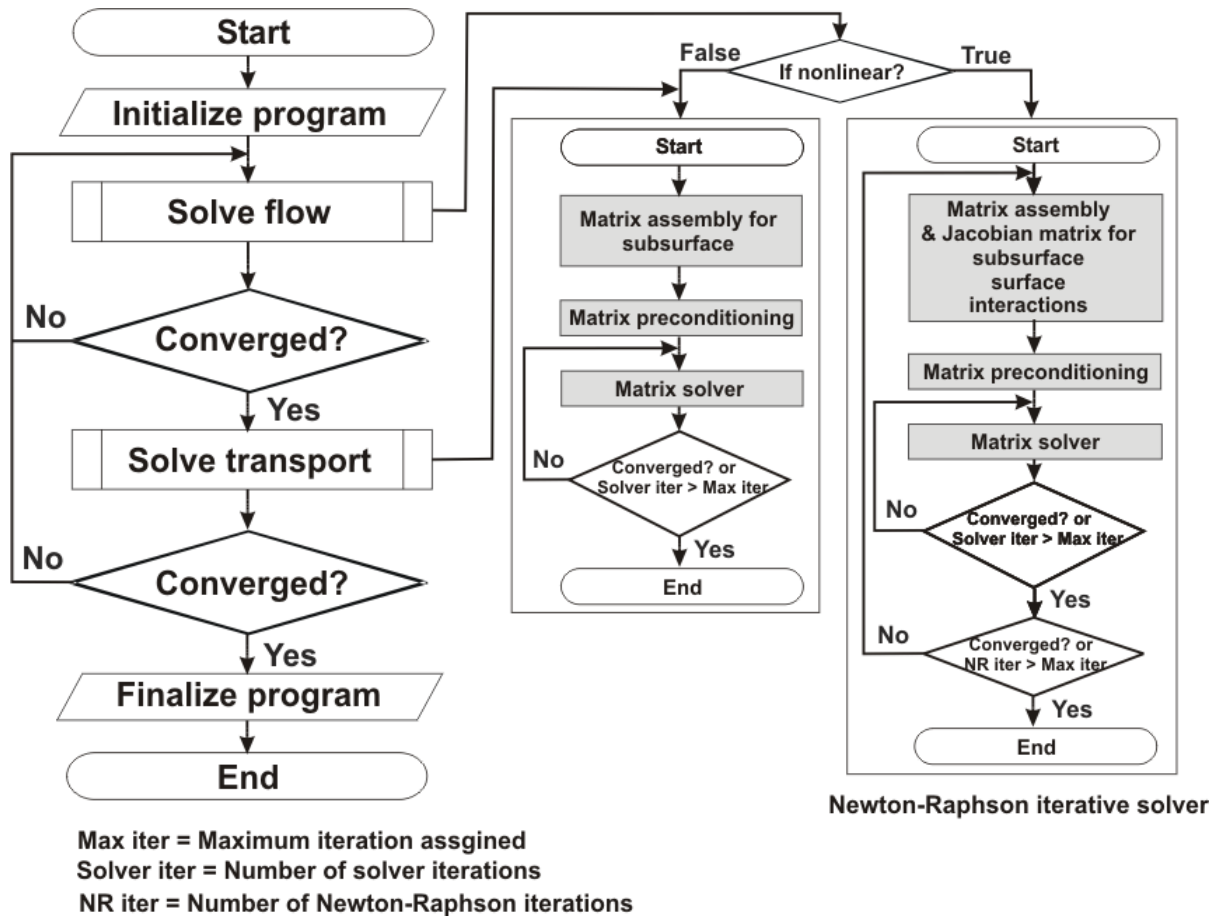 Start
Initialize program
Solve flow
No
Converged?
Yes
Solve transport
No
Converged?
Yes
Finalize program
End
False
If nonlinear?
True
Start
Matrix assembly for
subsurface
Matrix preconditioning
Matrix solver
No
Converged? or
Solver iter > Max iter
Yes
End
Start
Matrix assembly
& Jacobian matrix for
subsurface
surface
interactions
Matrix preconditioning
Matrix solver
No
Converged? or
Solver iter > Max iter
Yes
No
Converged? or
NR iter > Max iter
Yes
End
Newton-Raphson iterative solver
Max iter = Maximum iteration assgined
Solver iter = Number of solver iterations
NR iter = Number of Newton-Raphson iterations